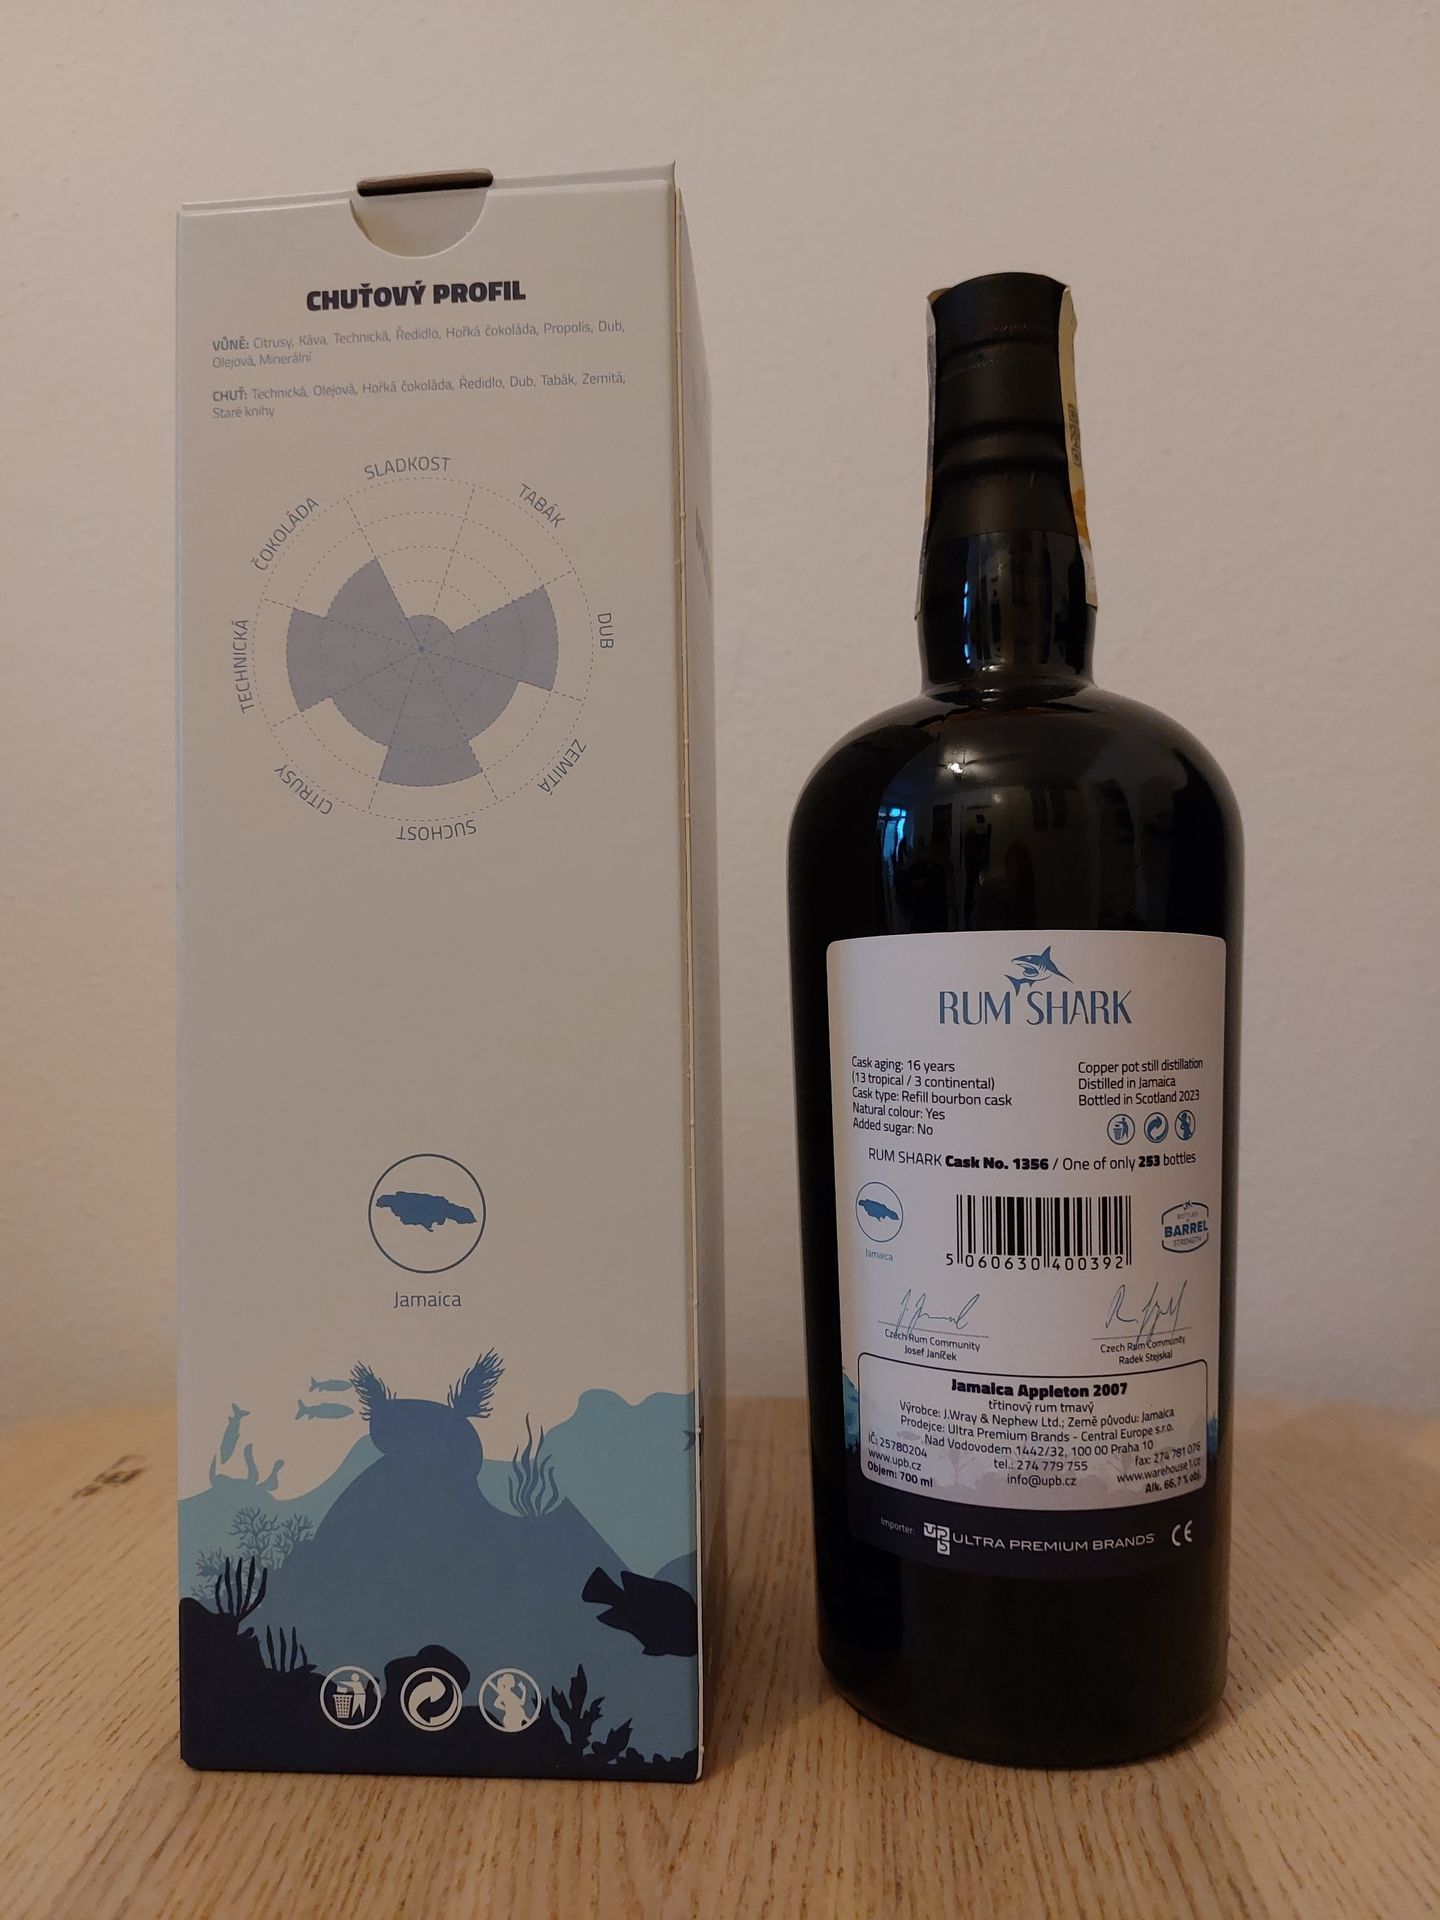 CHUŤOVÝ PROFIL
VŮNĚ: Citrusy, Káva, Technická, Ředidlo, Hořká čokoláda, Propolis, Dub,
Olejová, Minerální
CHUŤ: Technická, Olejová, Hořká čokoláda, Ředidlo, Dub, Tabák, Zemitá,
Staré knihy
SLADKOST
TABÁK
DUB
ZEMITÁ
SUCHOST
CITRUSY
TECHNICKÁ
ČOKOLÁDA
Jamaica
RUM SHARK
Cask aging: 16 years
(13 tropical / 3 continental)
Cask type: Refill bourbon cask
Natural colour: Yes
Added sugar: No
Copper pot still distillation
Distilled in Jamaica
Bottled in Scotland 2023
RUM SHARK Cask No. 1356 / One of only 253 bottles
Jamaica
5 060630 400392
BOTTLED
BARREL
STRENGTH
Czech Rum Community
Josef Janíček
Czech Rum Community
Radek Stejskal
Jamaica Appleton 2007
třtinový rum tmavý
Výrobce: J.Wray & Nephew Ltd.; Země původu: Jamaica
Prodejce: Ultra Premium Brands - Central Europe s.r.o.
Nad Vodovodem 1442/32, 100 00 Praha 10
IČ: 25780204
tel.: 274 779 755
fax: 274 781 076
www.upb.cz
info@upb.cz
www.warehouse1.cz
Objem: 700 ml
Alk. 66,7 % obj.
Importer:
UPB ULTRA PREMIUM BRANDS CE